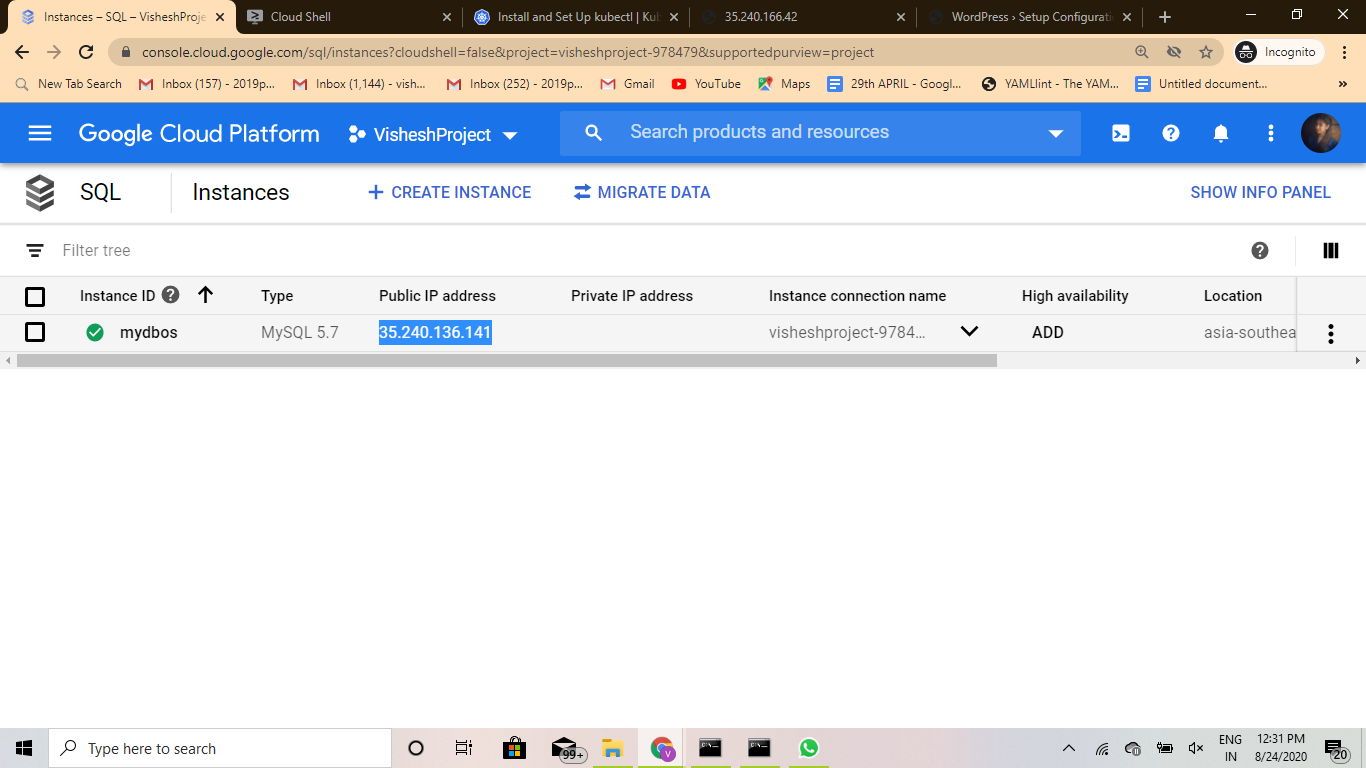 Instances – SQL – VisheshProje
Cloud Shell
Install and Set Up kubectl | Kub
35.240.166.42
WordPress › Setup Configurati
console.cloud.google.com/sql/instances?cloudshell=false&project=visheshproject-978479&supportedpurview=project
Incognito
New Tab Search
Inbox (157) - 2019p...
Inbox (1,144) - vish...
Inbox (252) - 2019p...
Gmail
YouTube
Maps
29th APRIL - Googl...
YAMLlint - The YAM...
Untitled document...
»
Google Cloud Platform
VisheshProject
Search products and resources
SQL
Instances
CREATE INSTANCE
MIGRATE DATA
SHOW INFO PANEL
Filter tree
Instance ID
Type
Public IP address
Private IP address
Instance connection name
High availability
Location
mydbos
MySQL 5.7
35.240.136.141
visheshproject-9784...
ADD
asia-southea
Type here to search
99+
V
ENG
IN
12:31 PM
8/24/2020
20